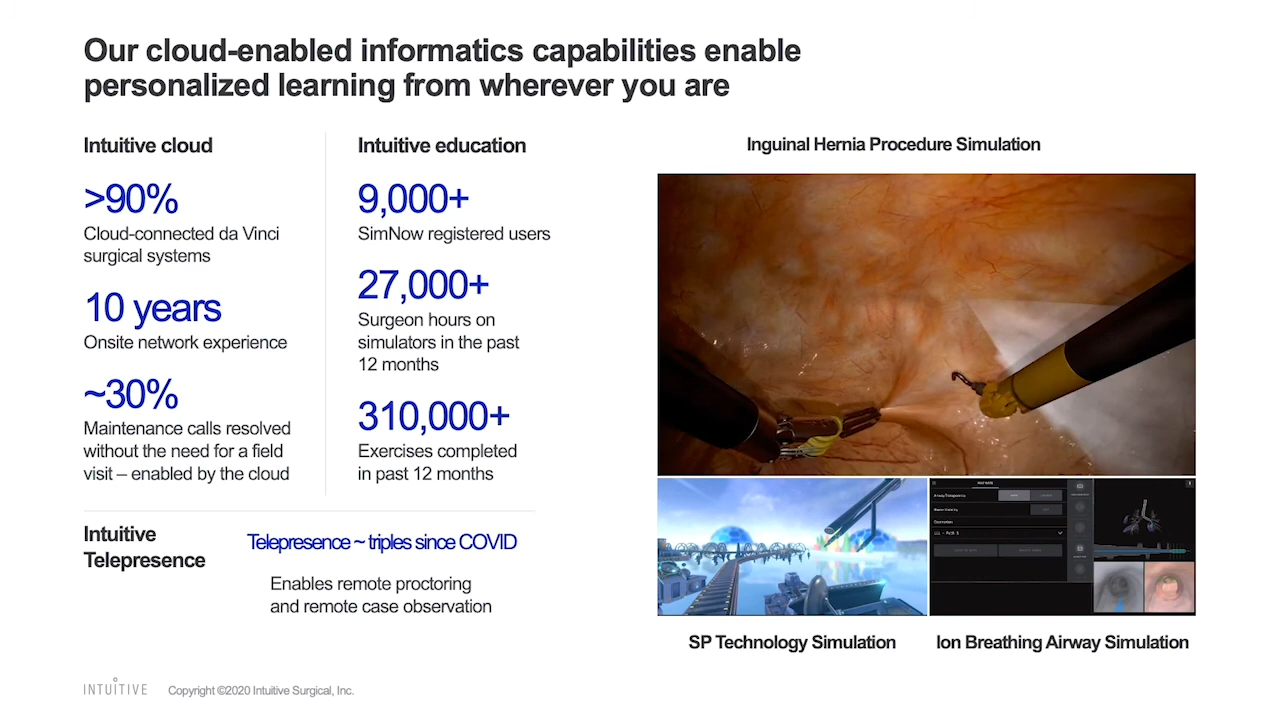 Our cloud-enabled informatics capabilities enable
personalized learning from wherever you are
Intuitive cloud
>90%
Cloud-connected da Vinci
surgical systems
10 years
Onsite network experience
~30%
Maintenance calls resolved
without the need for a field
visit – enabled by the cloud
Intuitive education
9,000+
SimNow registered users
27,000+
Surgeon hours on
simulators in the past
12 months
310,000+
Exercises completed
in past 12 months
Intuitive
Telepresence
Telepresence ~ triples since COVID
Enables remote proctoring
and remote case observation
Inguinal Hernia Procedure Simulation
SP Technology Simulation
Ion Breathing Airway Simulation
INTUITIVE
Copyright ©2020 Intuitive Surgical, Inc.